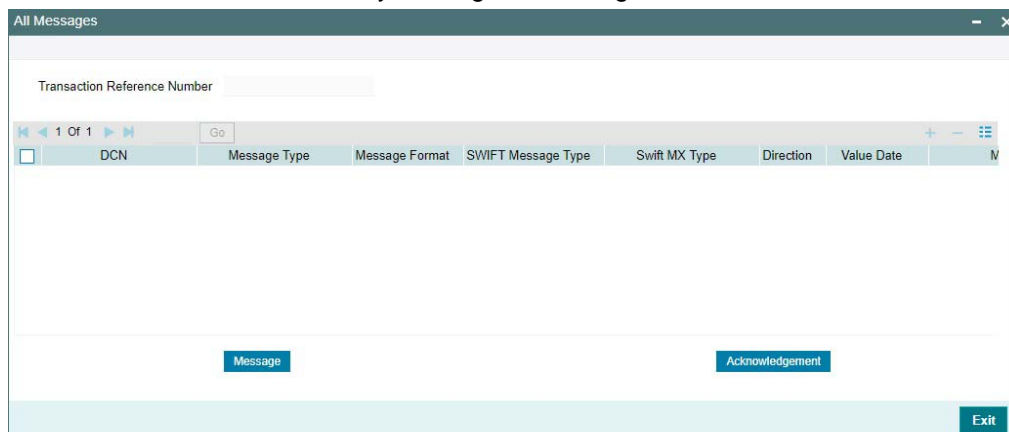 All Messages
Transaction Reference Number
1 Of 1 Go
DCN Message Type Message Format SWIFT Message Type Swift MX Type Direction Value Date M
Message Acknowledgement
Exit